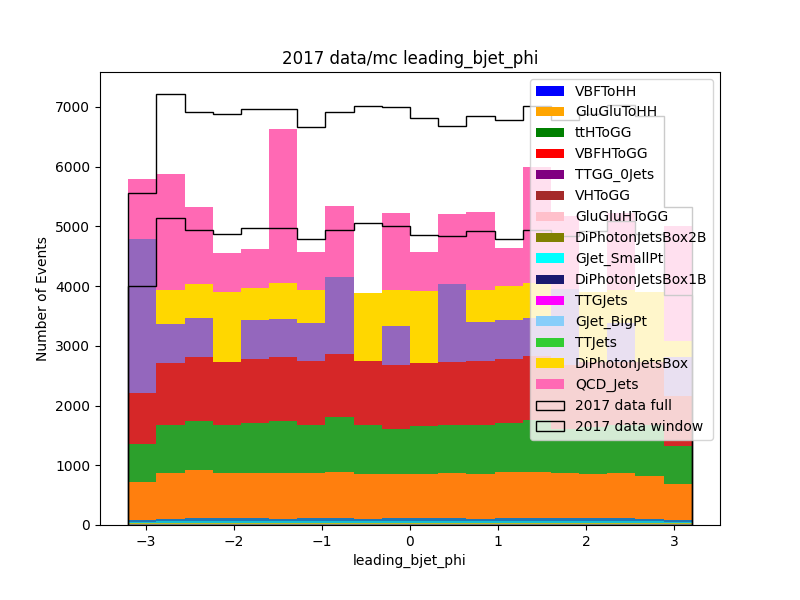 2017 data/mc leading_bjet_phi
Number of Events
7000
6000
5000
4000
3000
2000
1000
0
−3
−2
−1
0
1
2
3
leading_bjet_phi
VBFToHH
GluGluToHH
ttHToGG
VBFHToGG
TTGG_0Jets
VHToGG
GluGluHToGG
DiPhotonJetsBox2B
GJet_SmallPt
DiPhotonJetsBox1B
TTGJets
GJet_BigPt
TTJets
DiPhotonJetsBox
QCD_Jets
2017 data full
2017 data window